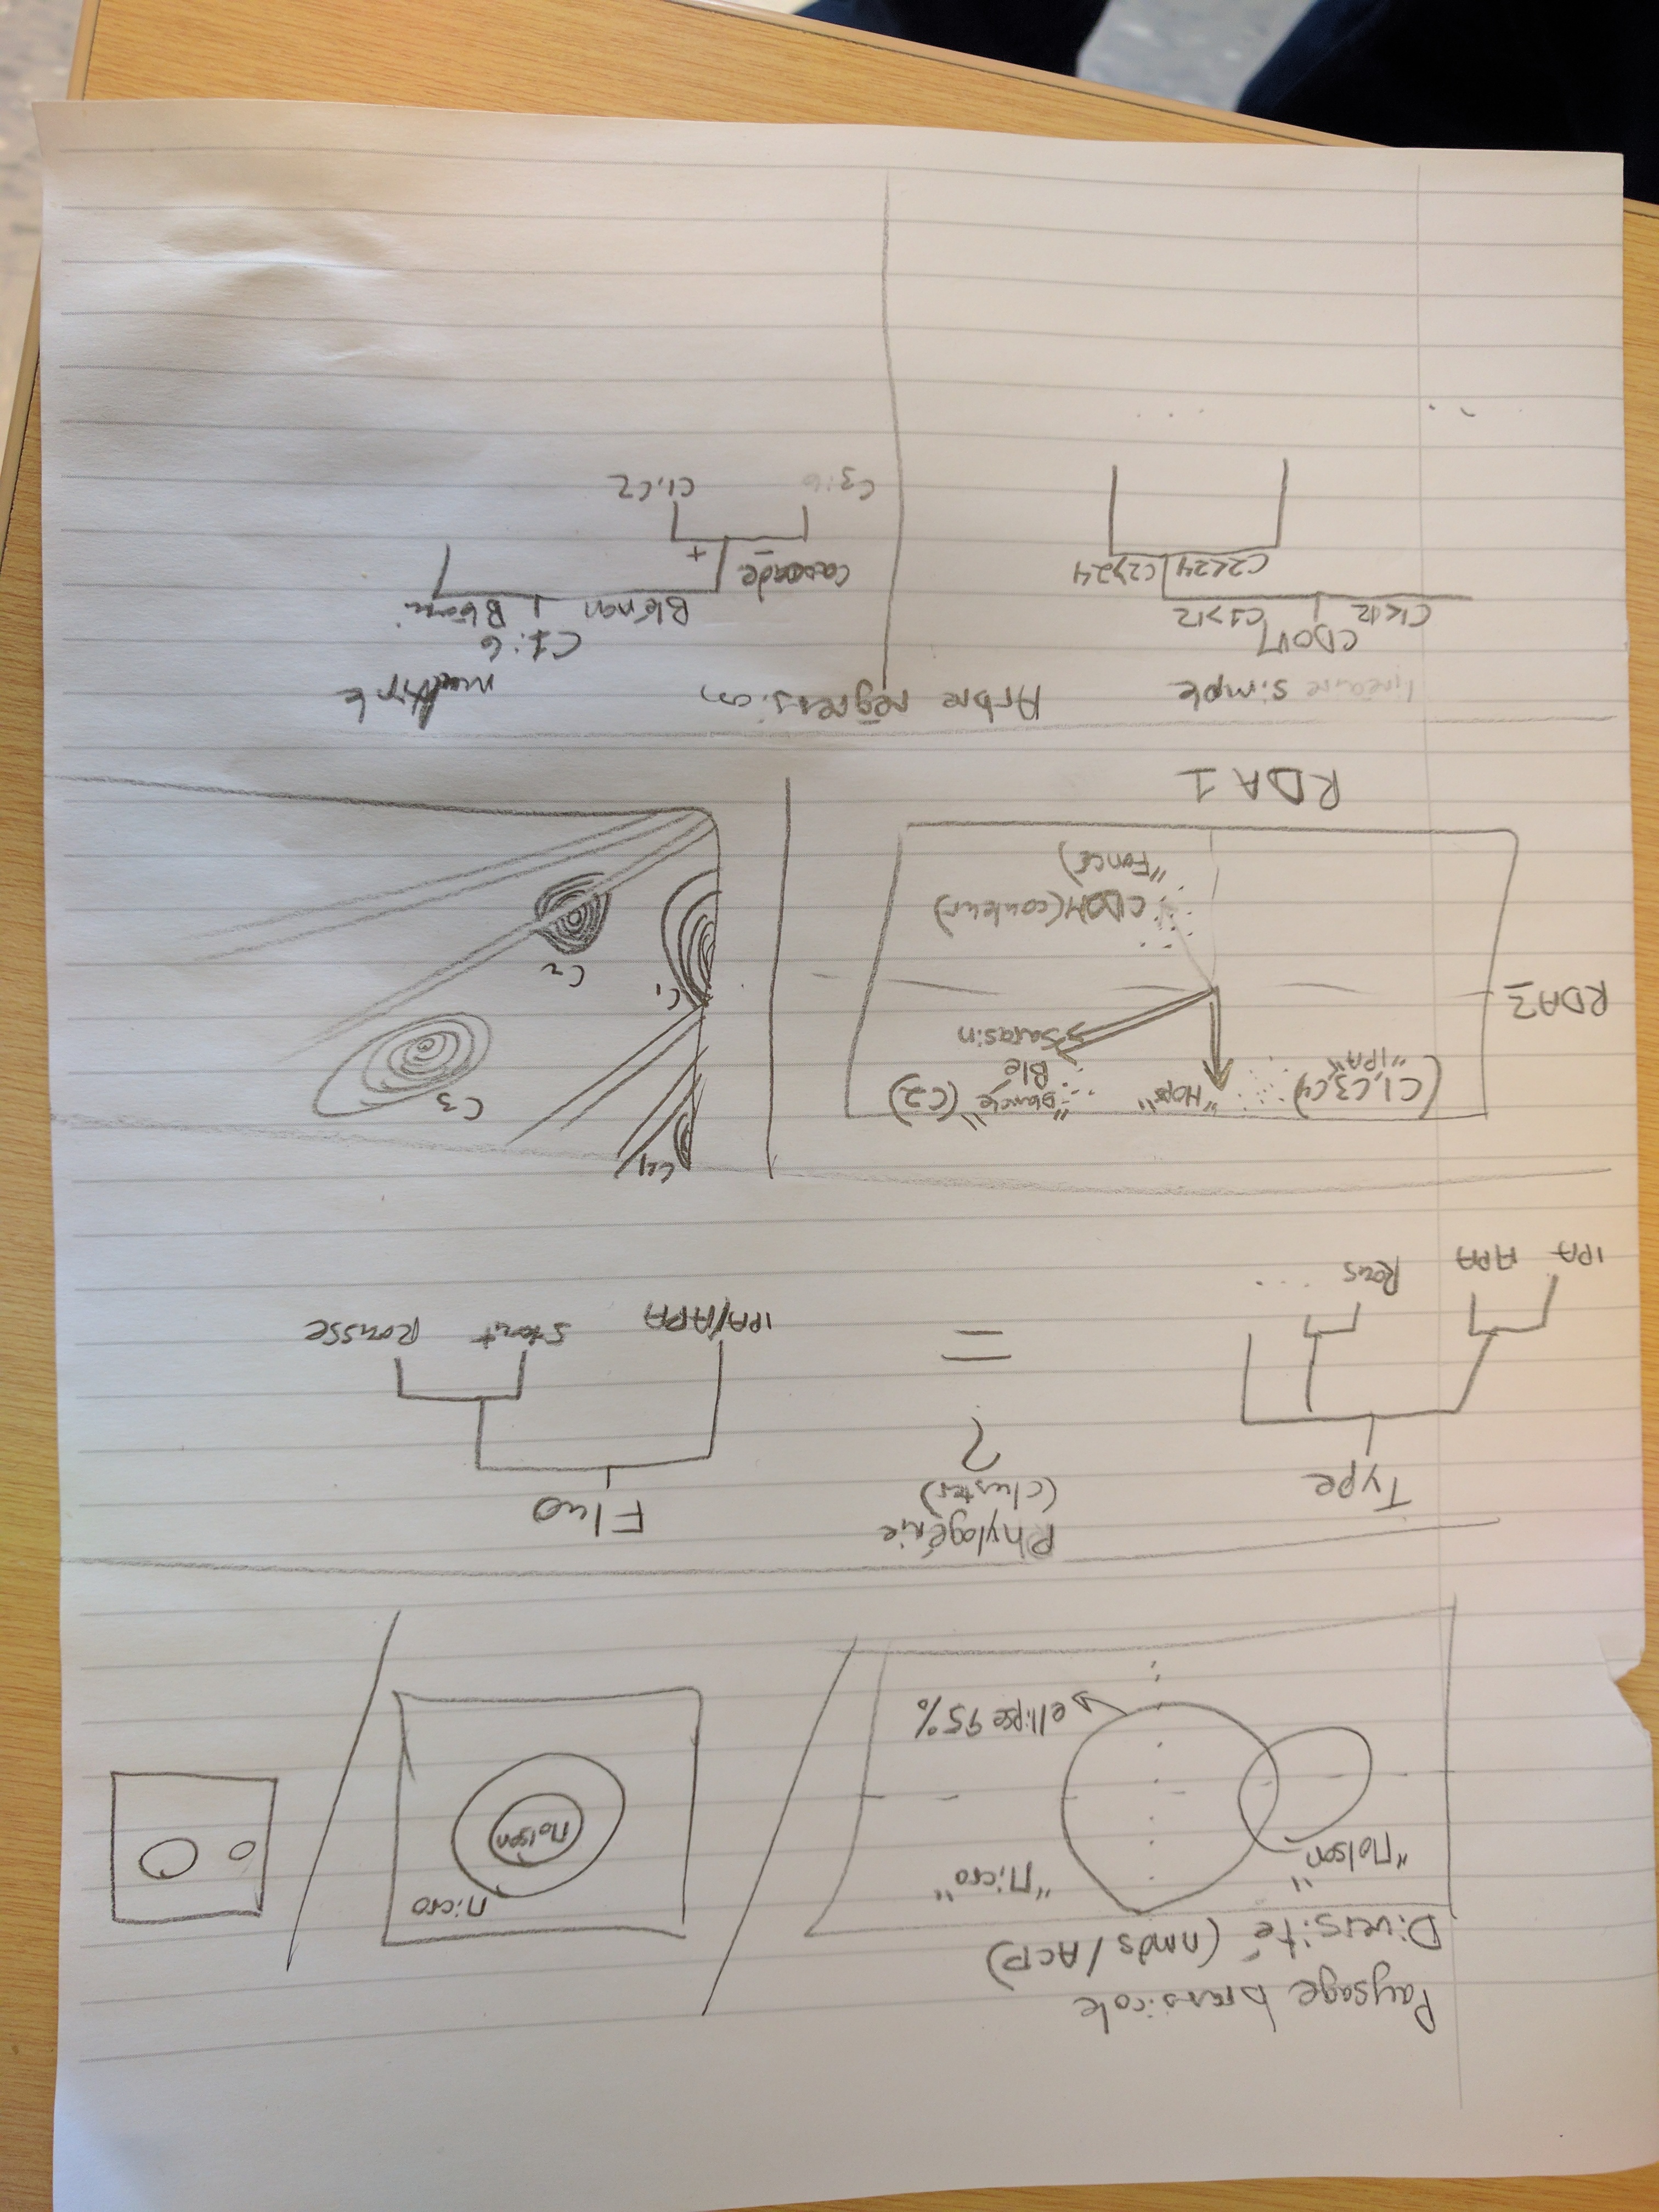 Paysage brassicole
Diversité (nmds/ACP)
"Molson"
"Micro"
ellipse 95%
Micro
Molson
Type
Phylogénie
(cluster)
?
=
Fluo
IPA APA Rous ...
IPA/APA Stout Rousse
(C1,C3,C4)
"IPA"
"Hops"
"Blanche" (C2)
Blé
Sarasin
RDA2
CDOM (couleur)
"Foncé)
RDA 1
C4
C3
C1
C2
linéaire simple
Arbre régression
multiple
CDOM
C1<12 C1>12
C2<24 C2>24
C1:6
Blé non Blé oui
Cascade
- +
C3:6 C1,C2
... ...